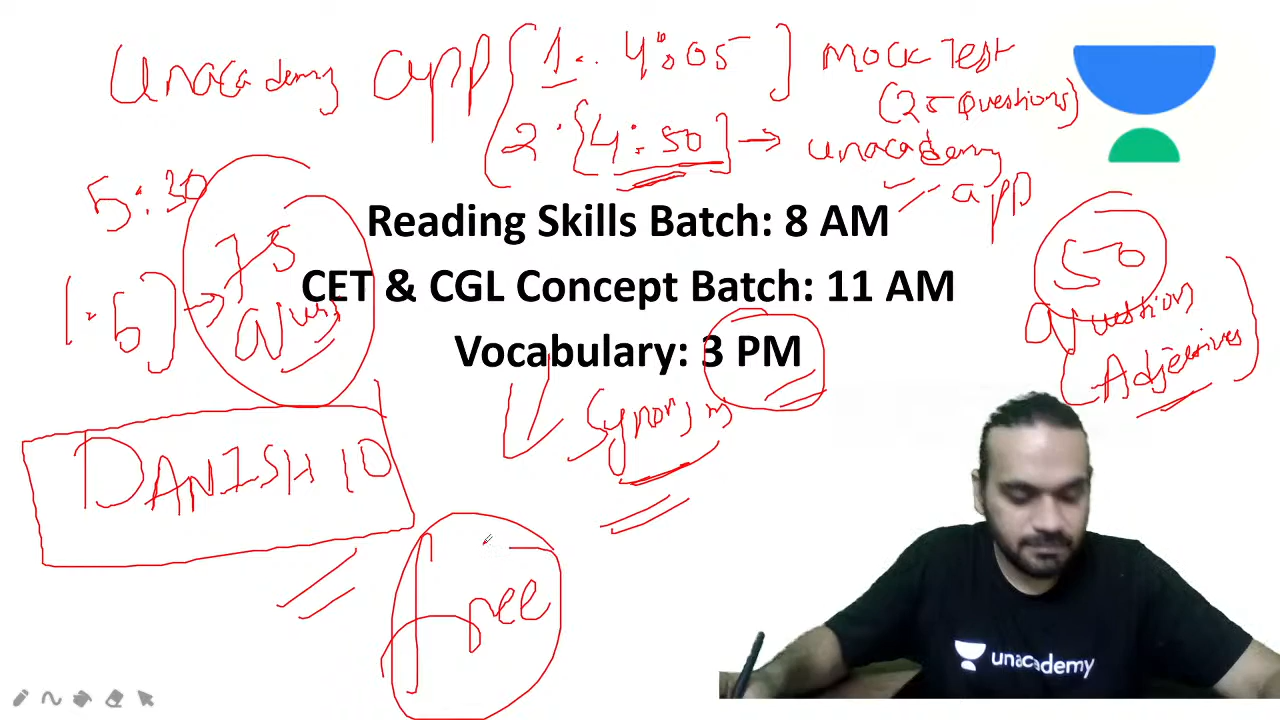 Unacademy app [ 1. 4:05 ] mock Test
(25 Questions)
2. [4:50] → unacademy
app
5:30
Reading Skills Batch: 8 AM
75
50
CET & CGL Concept Batch: 11 AM
1.5] →
Questions
Vocabulary: 3 PM
(Adjectives)
Synonyms
DANISH10
free
unacademy